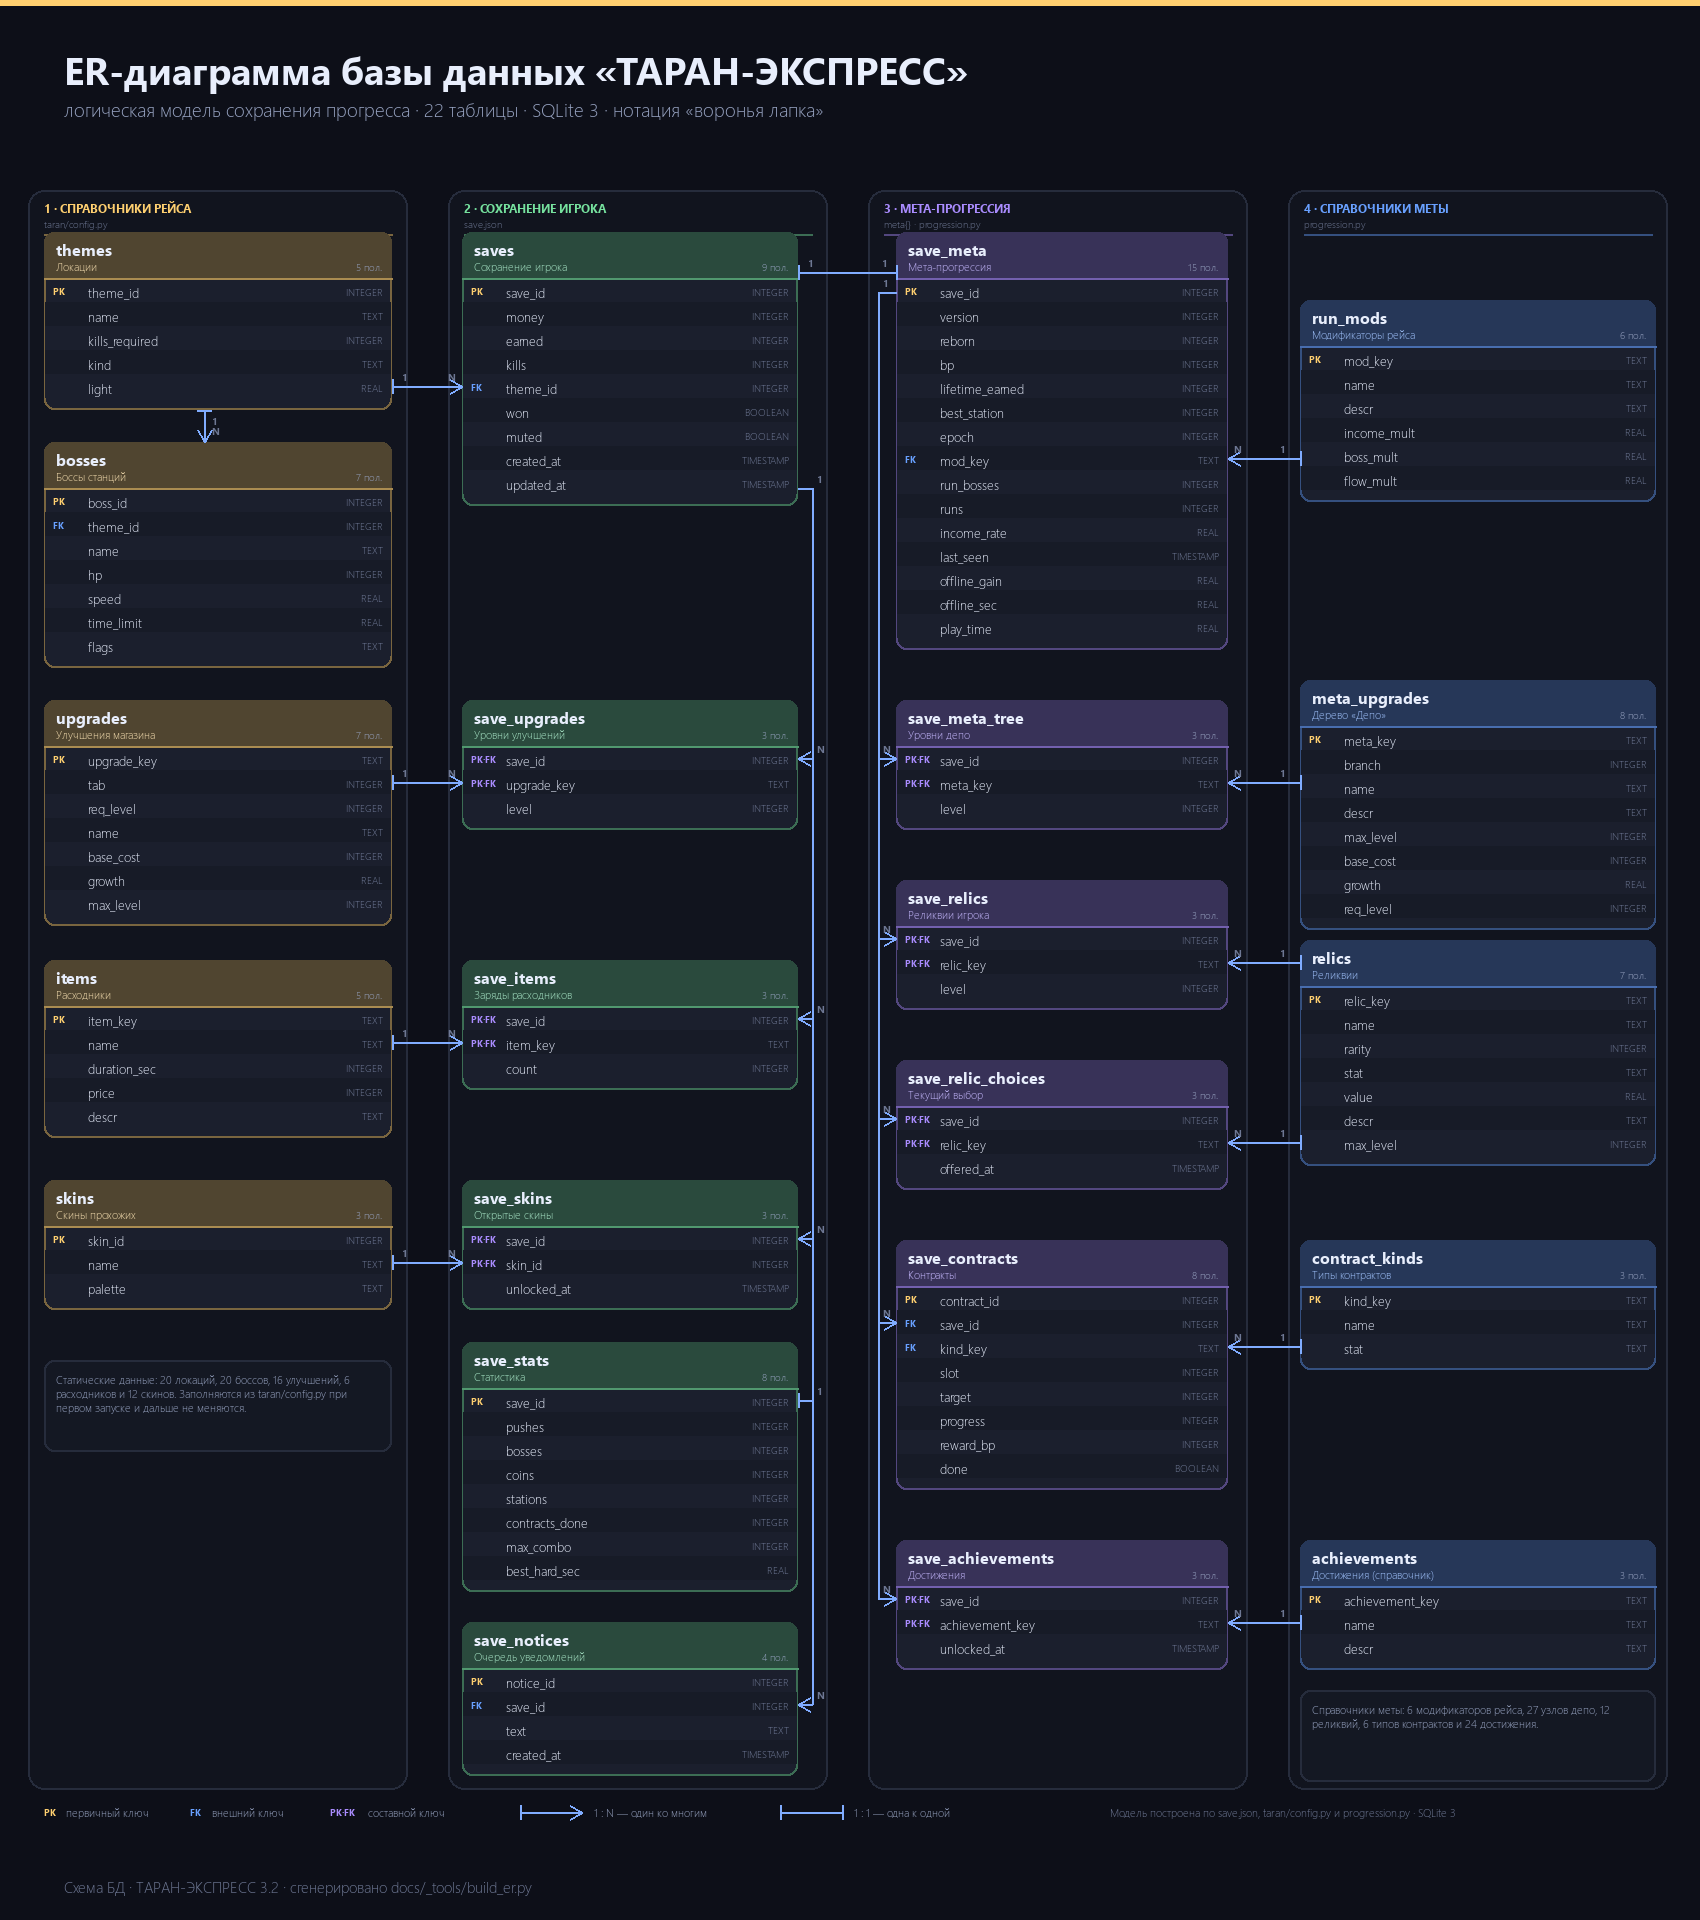 ER-диаграмма базы данных «ТАРАН-ЭКСПРЕСС»
логическая модель сохранения прогресса · 22 таблицы · SQLite 3 · нотация «воронья лапка»
1 · СПРАВОЧНИКИ РЕЙСА
taran/config.py
themes
Локации 5 пол.
PK theme_id INTEGER
name TEXT
kills_required INTEGER
kind TEXT
light REAL
1
N
1
N
bosses
Боссы станций 7 пол.
PK boss_id INTEGER
FK theme_id INTEGER
name TEXT
hp INTEGER
speed REAL
time_limit REAL
flags TEXT
upgrades
Улучшения магазина 7 пол.
PK upgrade_key TEXT
tab INTEGER
req_level INTEGER
name TEXT
base_cost INTEGER
growth REAL
max_level INTEGER
1 N
items
Расходники 5 пол.
PK item_key TEXT
name TEXT
duration_sec INTEGER
price INTEGER
descr TEXT
1 N
skins
Скины прохожих 3 пол.
PK skin_id INTEGER
name TEXT
palette TEXT
1 N
Статические данные: 20 локаций, 20 боссов, 16 улучшений, 6
расходников и 12 скинов. Заполняются из taran/config.py при
первом запуске и дальше не меняются.
2 · СОХРАНЕНИЕ ИГРОКА
save.json
saves
Сохранение игрока 9 пол.
PK save_id INTEGER
money INTEGER
earned INTEGER
kills INTEGER
FK theme_id INTEGER
won BOOLEAN
muted BOOLEAN
created_at TIMESTAMP
updated_at TIMESTAMP
1 1
1
save_upgrades
Уровни улучшений 3 пол.
PK·FK save_id INTEGER N
PK·FK upgrade_key TEXT
level INTEGER
save_items
Заряды расходников 3 пол.
PK·FK save_id INTEGER N
PK·FK item_key TEXT
count INTEGER
save_skins
Открытые скины 3 пол.
PK·FK save_id INTEGER N
PK·FK skin_id INTEGER
unlocked_at TIMESTAMP
save_stats
Статистика 8 пол.
PK save_id INTEGER 1
pushes INTEGER
bosses INTEGER
coins INTEGER
stations INTEGER
contracts_done INTEGER
max_combo INTEGER
best_hard_sec REAL
save_notices
Очередь уведомлений 4 пол.
PK notice_id INTEGER
FK save_id INTEGER N
text TEXT
created_at TIMESTAMP
3 · МЕТА-ПРОГРЕССИЯ
meta{} · progression.py
save_meta
Мета-прогрессия 15 пол.
1
PK save_id INTEGER
version INTEGER
reborn INTEGER
bp INTEGER
lifetime_earned INTEGER
best_station INTEGER
epoch INTEGER
FK mod_key TEXT
run_bosses INTEGER
runs INTEGER
income_rate REAL
last_seen TIMESTAMP
offline_gain REAL
offline_sec REAL
play_time REAL
N 1
save_meta_tree
Уровни депо 3 пол.
N PK·FK save_id INTEGER
PK·FK meta_key TEXT
level INTEGER
N 1
save_relics
Реликвии игрока 3 пол.
N PK·FK save_id INTEGER
PK·FK relic_key TEXT
level INTEGER
N 1
save_relic_choices
Текущий выбор 3 пол.
N PK·FK save_id INTEGER
PK·FK relic_key TEXT
offered_at TIMESTAMP
N 1
save_contracts
Контракты 8 пол.
PK contract_id INTEGER
N FK save_id INTEGER
FK kind_key TEXT
slot INTEGER
target INTEGER
progress INTEGER
reward_bp INTEGER
done BOOLEAN
N 1
save_achievements
Достижения 3 пол.
N PK·FK save_id INTEGER
PK·FK achievement_key TEXT
unlocked_at TIMESTAMP
N 1
4 · СПРАВОЧНИКИ МЕТЫ
progression.py
run_mods
Модификаторы рейса 6 пол.
PK mod_key TEXT
name TEXT
descr TEXT
income_mult REAL
boss_mult REAL
flow_mult REAL
meta_upgrades
Дерево «Депо» 8 пол.
PK meta_key TEXT
branch INTEGER
name TEXT
descr TEXT
max_level INTEGER
base_cost INTEGER
growth REAL
req_level INTEGER
relics
Реликвии 7 пол.
PK relic_key TEXT
name TEXT
rarity INTEGER
stat TEXT
value REAL
descr TEXT
max_level INTEGER
contract_kinds
Типы контрактов 3 пол.
PK kind_key TEXT
name TEXT
stat TEXT
achievements
Достижения (справочник) 3 пол.
PK achievement_key TEXT
name TEXT
descr TEXT
Справочники меты: 6 модификаторов рейса, 27 узлов депо, 12
реликвий, 6 типов контрактов и 24 достижения.
PK первичный ключ FK внешний ключ PK·FK составной ключ 1 : N — один ко многим 1 : 1 — одна к одной Модель построена по save.json, taran/config.py и progression.py · SQLite 3
Схема БД · ТАРАН-ЭКСПРЕСС 3.2 · сгенерировано docs/_tools/build_er.py